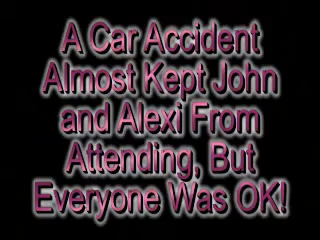 A Car Accident
Almost Kept John
and Alexi From
Attending, But
Everyone Was OK!